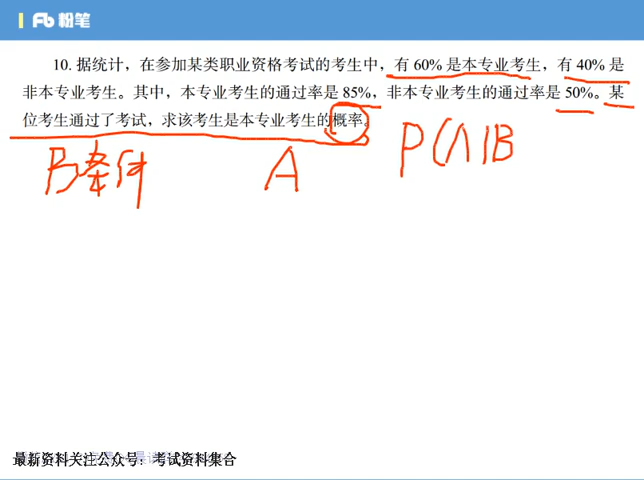 粉笔
10. 据统计，在参加某类职业资格考试的考生中，有 60% 是本专业考生，有 40% 是
非本专业考生。其中，本专业考生的通过率是 85%，非本专业考生的通过率是 50%。某
位考生通过了考试，求该考生是本专业考生的概率。
B条件 A P(A|B
最新资料关注公众号：考试资料集合